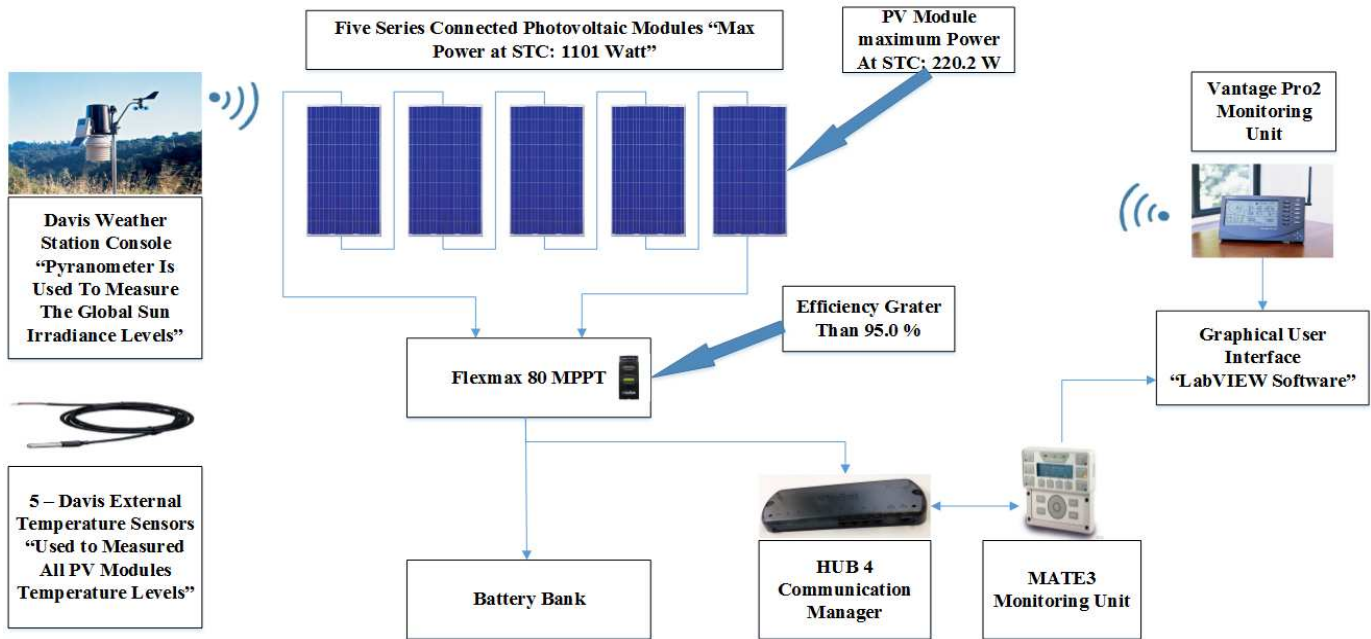 Five Series Connected Photovoltaic Modules “Max
Power at STC: 1101 Watt”
PV Module
maximum Power
At STC: 220.2 W
Vantage Pro2
Monitoring
Unit
Davis Weather
Station Console
“Pyranometer Is
Used To Measure
The Global Sun
Irradiance Levels”
Efficiency Grater
Than 95.0 %
Flexmax 80 MPPT
Graphical User
Interface
“LabVIEW Software”
5 – Davis External
Temperature Sensors
“Used to Measured
All PV Modules
Temperature Levels”
Battery Bank
HUB 4
Communication
Manager
MATE3
Monitoring Unit